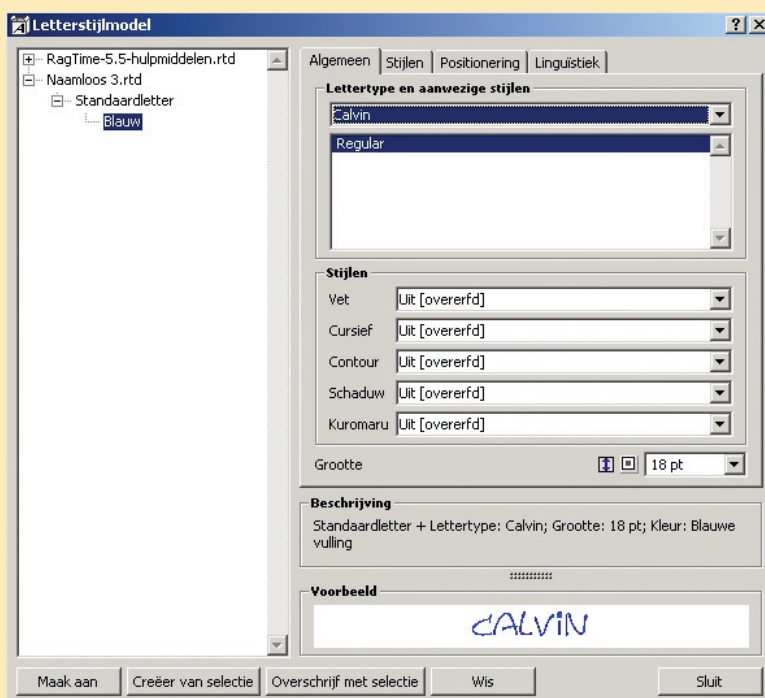 Letterstijlmodel
RagTime-5.5-hulpmiddelen.rtd
Naamloos 3.rtd
Standaardletter
Blauw
Algemeen
Stijlen
Positionering
Linguïstiek
Lettertype en aanwezige stijlen
Calvin
Regular
Stijlen
Vet Uit [overerfd]
Cursief Uit [overerfd]
Contour Uit [overerfd]
Schaduw Uit [overerfd]
Kuromaru Uit [overerfd]
Grootte 18 pt
Beschrijving
Standaardletter + Lettertype: Calvin; Grootte: 18 pt; Kleur: Blauwe
vulling
Voorbeeld
CALViN
Maak aan
Creëer van selectie
Overschrijf met selectie
Wis
Sluit